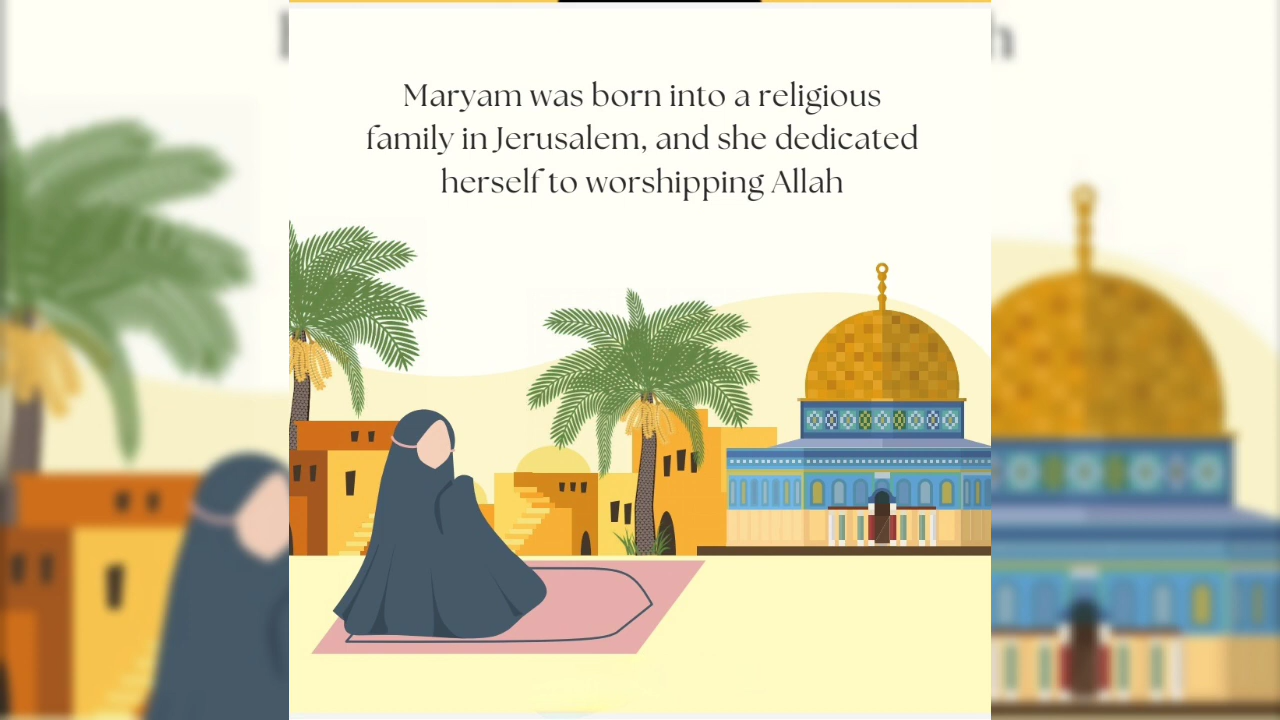 Maryam was born into a religious
family in Jerusalem, and she dedicated
herself to worshipping Allah